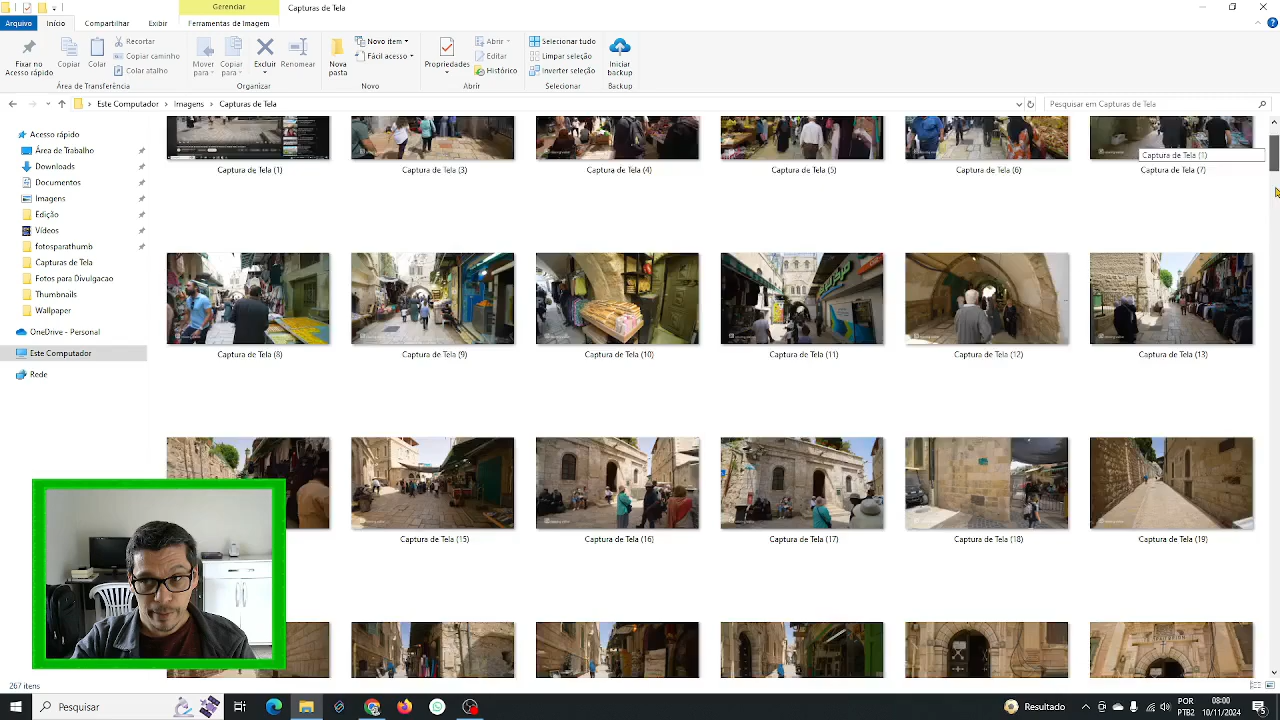 Gerenciar
Capturas de Tela
Arquivo
Início
Compartilhar
Exibir
Ferramentas de Imagem
Fixar no Acesso rápido
Copiar
Colar
Recortar
Copiar caminho
Colar atalho
Mover para
Copiar para
Excluir
Renomear
Nova pasta
Novo item
Fácil acesso
Propriedades
Abrir
Editar
Histórico
Selecionar tudo
Limpar seleção
Inverter seleção
Iniciar backup
Área de Transferência
Organizar
Novo
Abrir
Selecionar
Backup
Este Computador
Imagens
Capturas de Tela
Pesquisar em Capturas de Tela
Acesso rápido
Área de Trabalho
Downloads
Documentos
Imagens
Edição
Vídeos
fotosparathumb
Capturas de Tela
Fotos para Divulgacao
Thumbnails
Wallpaper
OneDrive - Personal
Este Computador
Rede
Captura de Tela (1)
Captura de Tela (1)
Captura de Tela (3)
Captura de Tela (4)
Captura de Tela (5)
Captura de Tela (6)
Captura de Tela (7)
Captura de Tela (8)
Captura de Tela (9)
Captura de Tela (10)
Captura de Tela (11)
Captura de Tela (12)
Captura de Tela (13)
Captura de Tela (15)
Captura de Tela (16)
Captura de Tela (17)
Captura de Tela (18)
Captura de Tela (19)
267 itens
Pesquisar
Resultado
POR
PTB2
08:00
10/11/2024